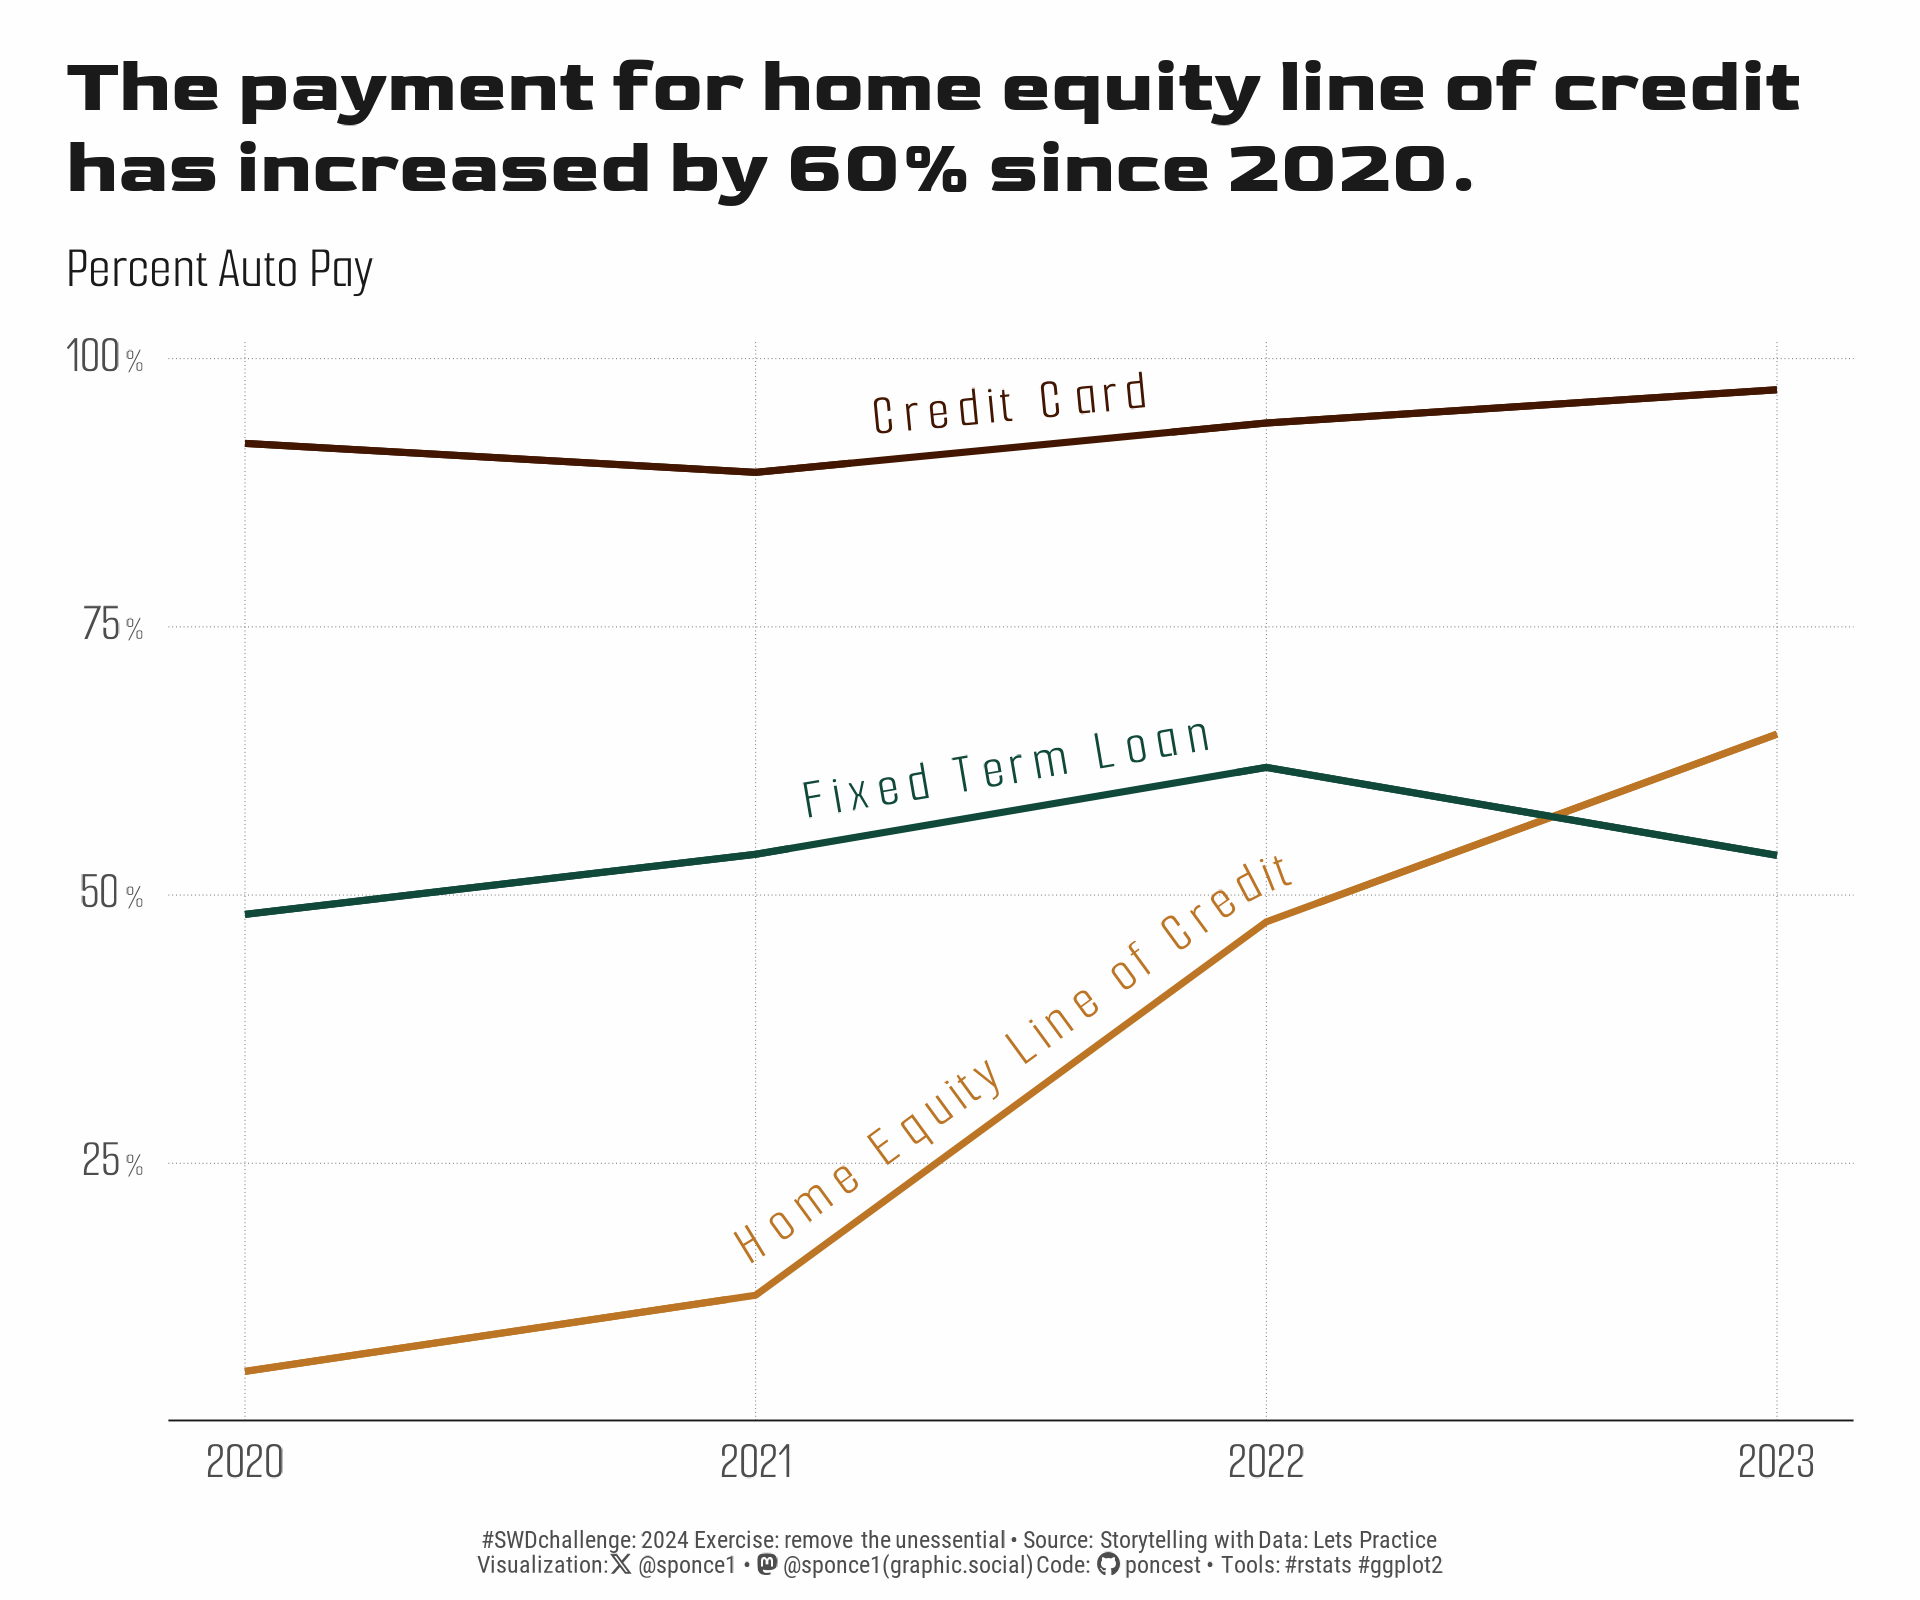 The payment for home equity line of credit
has increased by 60% since 2020.
Percent Auto Pay
100 %
Credit Card
75 %
Fixed Term Loan
50 %
Home Equity Line of Credit
25 %
2020 2021 2022 2023
#SWDchallenge: 2024 Exercise: remove the unessential • Source: Storytelling with Data: Lets Practice
Visualization: @sponce1 • @sponce1(graphic.social) Code: poncest • Tools: #rstats #ggplot2